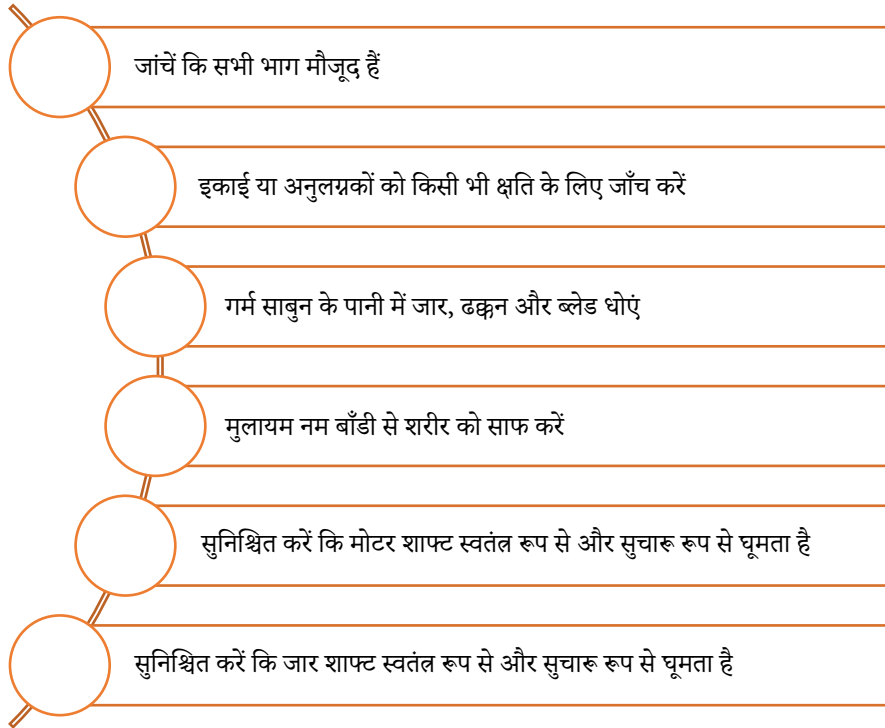 जांचें कि सभी भाग मौजूद हैं
इकाई या अनुलग्नकों को किसी भी क्षति के लिए जाँच करें
गर्म साबुन के पानी में जार, ढक्कन और ब्लेड धोएं
मुलायम नम बाँडी से शरीर को साफ करें
सुनिश्चित करें कि मोटर शाफ्ट स्वतंत्र रूप से और सुचारू रूप से घूमता है
सुनिश्चित करें कि जार शाफ्ट स्वतंत्र रूप से और सुचारू रूप से घूमता है